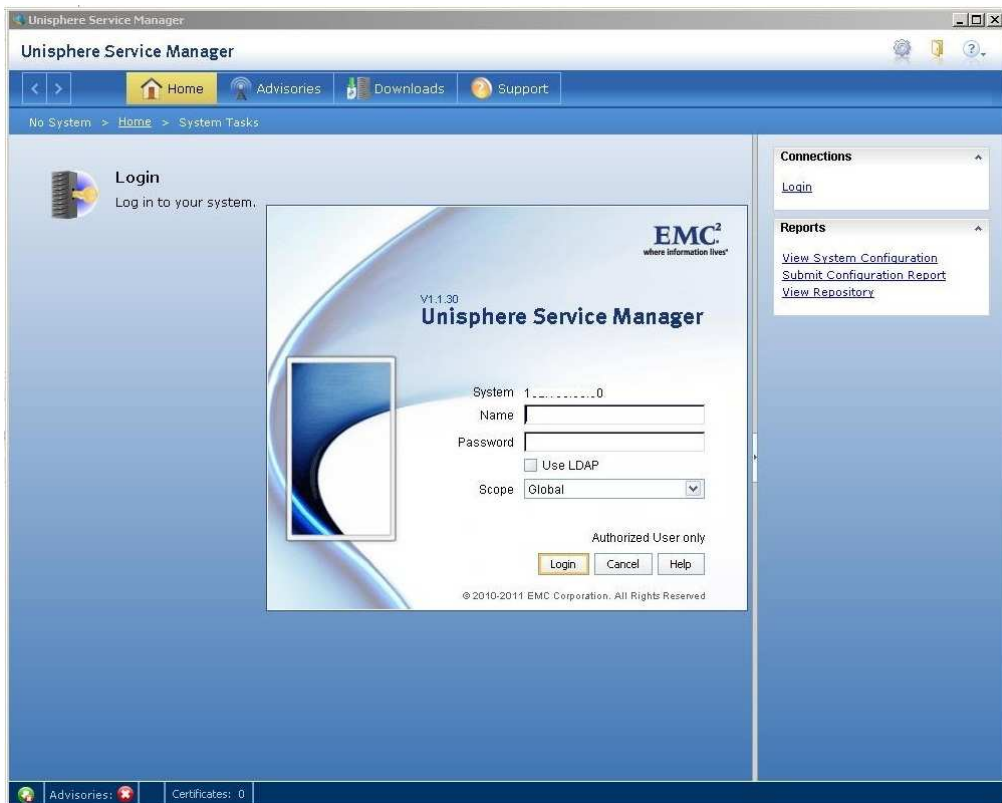 Unisphere Service Manager
Unisphere Service Manager
Home
Advisories
Downloads
Support
No System > Home > System Tasks
Login
Log in to your system.
Connections
Login
Reports
View System Configuration
Submit Configuration Report
View Repository
EMC²
where information lives®
V1.1.30
Unisphere Service Manager
System
Name
Password
Use LDAP
Scope Global
Authorized User only
Login Cancel Help
© 2010-2011 EMC Corporation. All Rights Reserved
Advisories:
Certificates: 0